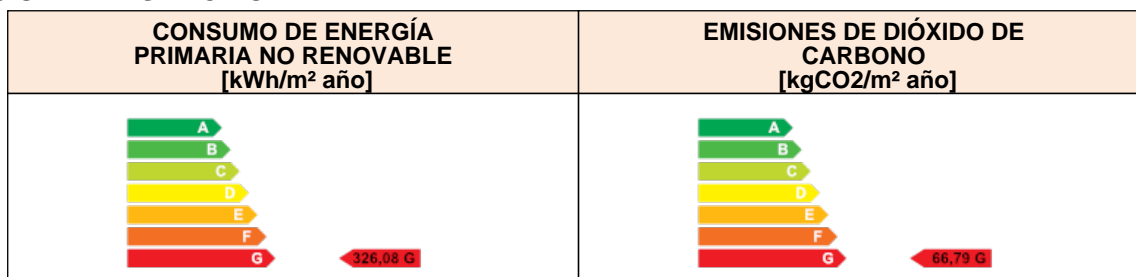 CONSUMO DE ENERGÍA
PRIMARIA NO RENOVABLE
[kWh/m² año]
EMISIONES DE DIÓXIDO DE
CARBONO
[kgCO2/m² año]
A
B
C
D
E
F
G
326,08 G
A
B
C
D
E
F
G
66,79 G